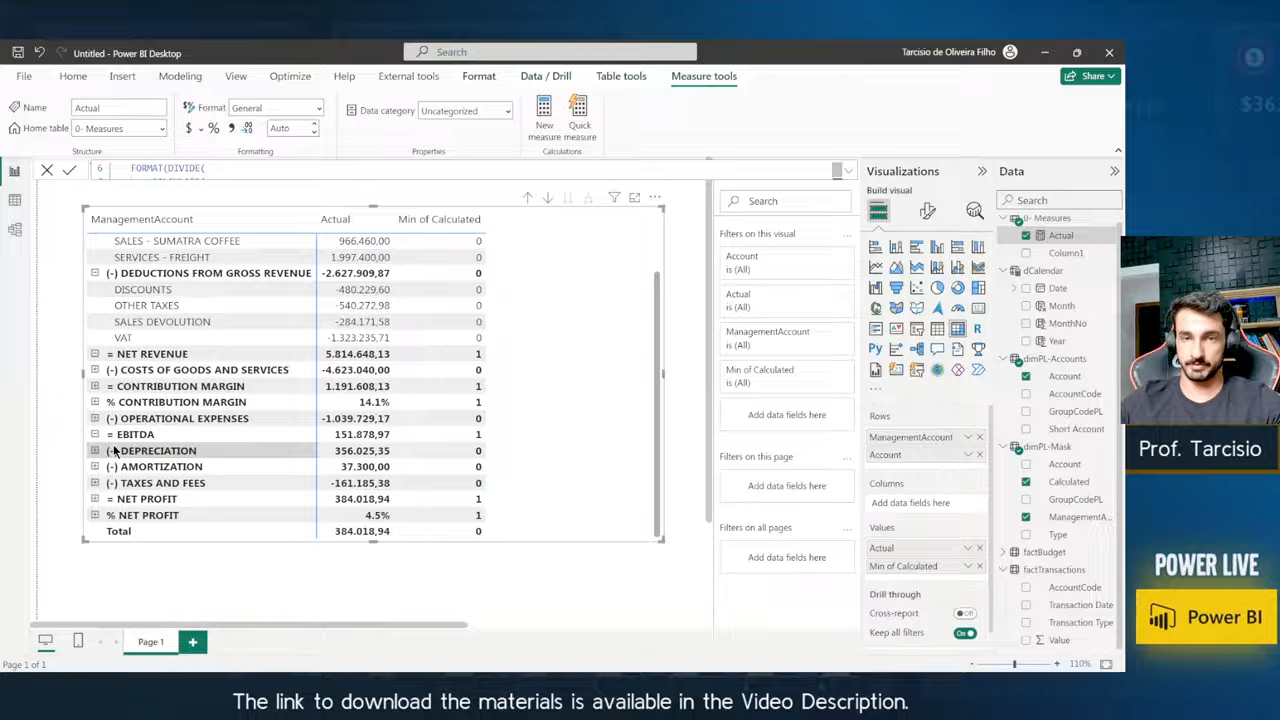 Untitled - Power BI Desktop
Search
Tarcisio de Oliveira Filho
File Home Insert Modeling View Optimize Help External tools Format Data / Drill Table tools Measure tools
Share
Name Actual
Format General
Data category Uncategorized
New measure
Quick measure
Home table 0- Measures
$ % 9 .00 Auto
Structure Formatting Properties Calculations
6 FORMAT(DIVIDE(
ManagementAccount Actual Min of Calculated
SALES - SUMATRA COFFEE 966.460,00 0
SERVICES - FREIGHT 1.997.400,00 0
(-) DEDUCTIONS FROM GROSS REVENUE -2.627.909,87 0
DISCOUNTS -480.229,60 0
OTHER TAXES -540.272,98 0
SALES DEVOLUTION -284.171,58 0
VAT -1.323.235,71 0
= NET REVENUE 5.814.648,13 1
(-) COSTS OF GOODS AND SERVICES -4.623.040,00 0
= CONTRIBUTION MARGIN 1.191.608,13 1
% CONTRIBUTION MARGIN 14.1% 1
(-) OPERATIONAL EXPENSES -1.039.729,17 0
= EBITDA 151.878,97 1
(-) DEPRECIATION 356.025,35 0
(-) AMORTIZATION 37.300,00 0
(-) TAXES AND FEES -161.185,38 0
= NET PROFIT 384.018,94 1
% NET PROFIT 4.5% 1
Total 384.018,94 0
Page 1
Page 1 of 1
110%
Search
Filters on this visual
Account
is (All)
Actual
is (All)
ManagementAccount
is (All)
Min of Calculated
is (All)
Add data fields here
Filters on this page
Add data fields here
Filters on all pages
Add data fields here
Visualizations
Build visual
R
Py
Rows
ManagementAccount
Account
Columns
Add data fields here
Values
Actual
Min of Calculated
Drill through
Cross-report Off
Keep all filters On
Data
Search
0- Measures
Actual
Column1
dCalendar
Date
Month
MonthNo
Year
dimPL-Accounts
Account
AccountCode
GroupCodePL
Short Account
dimPL-Mask
Account
Calculated
GroupCodePL
ManagementA...
Type
factBudget
factTransactions
AccountCode
Transaction Date
Transaction Type
Value
$36
Prof. Tarcisio
POWER LIVE
Power BI
The link to download the materials is available in the Video Description.